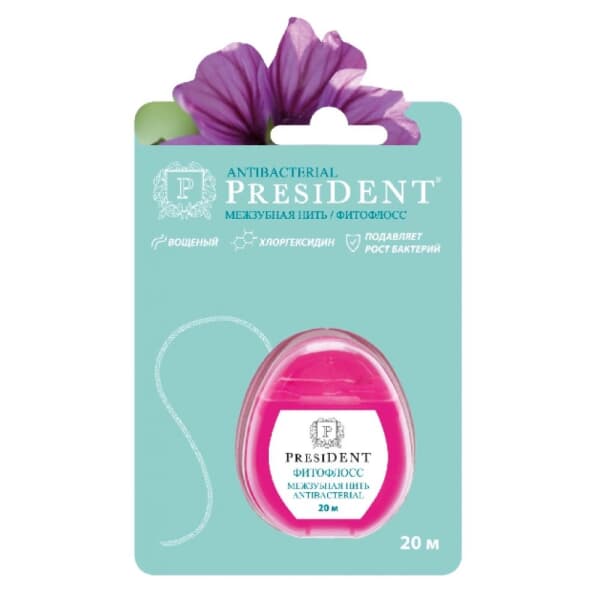 ANTIBACTERIAL
P
PRESIDENT®
МЕЖЗУБНАЯ НИТЬ / ФИТОФЛОСС
ВОЩЕНЫЙ
ХЛОРГЕКСИДИН
ПОДАВЛЯЕТ
РОСТ БАКТЕРИЙ
P
PRESIDENT
ФИТОФЛОСС
МЕЖЗУБНАЯ НИТЬ
ANTIBACTERIAL
20 м
20 м